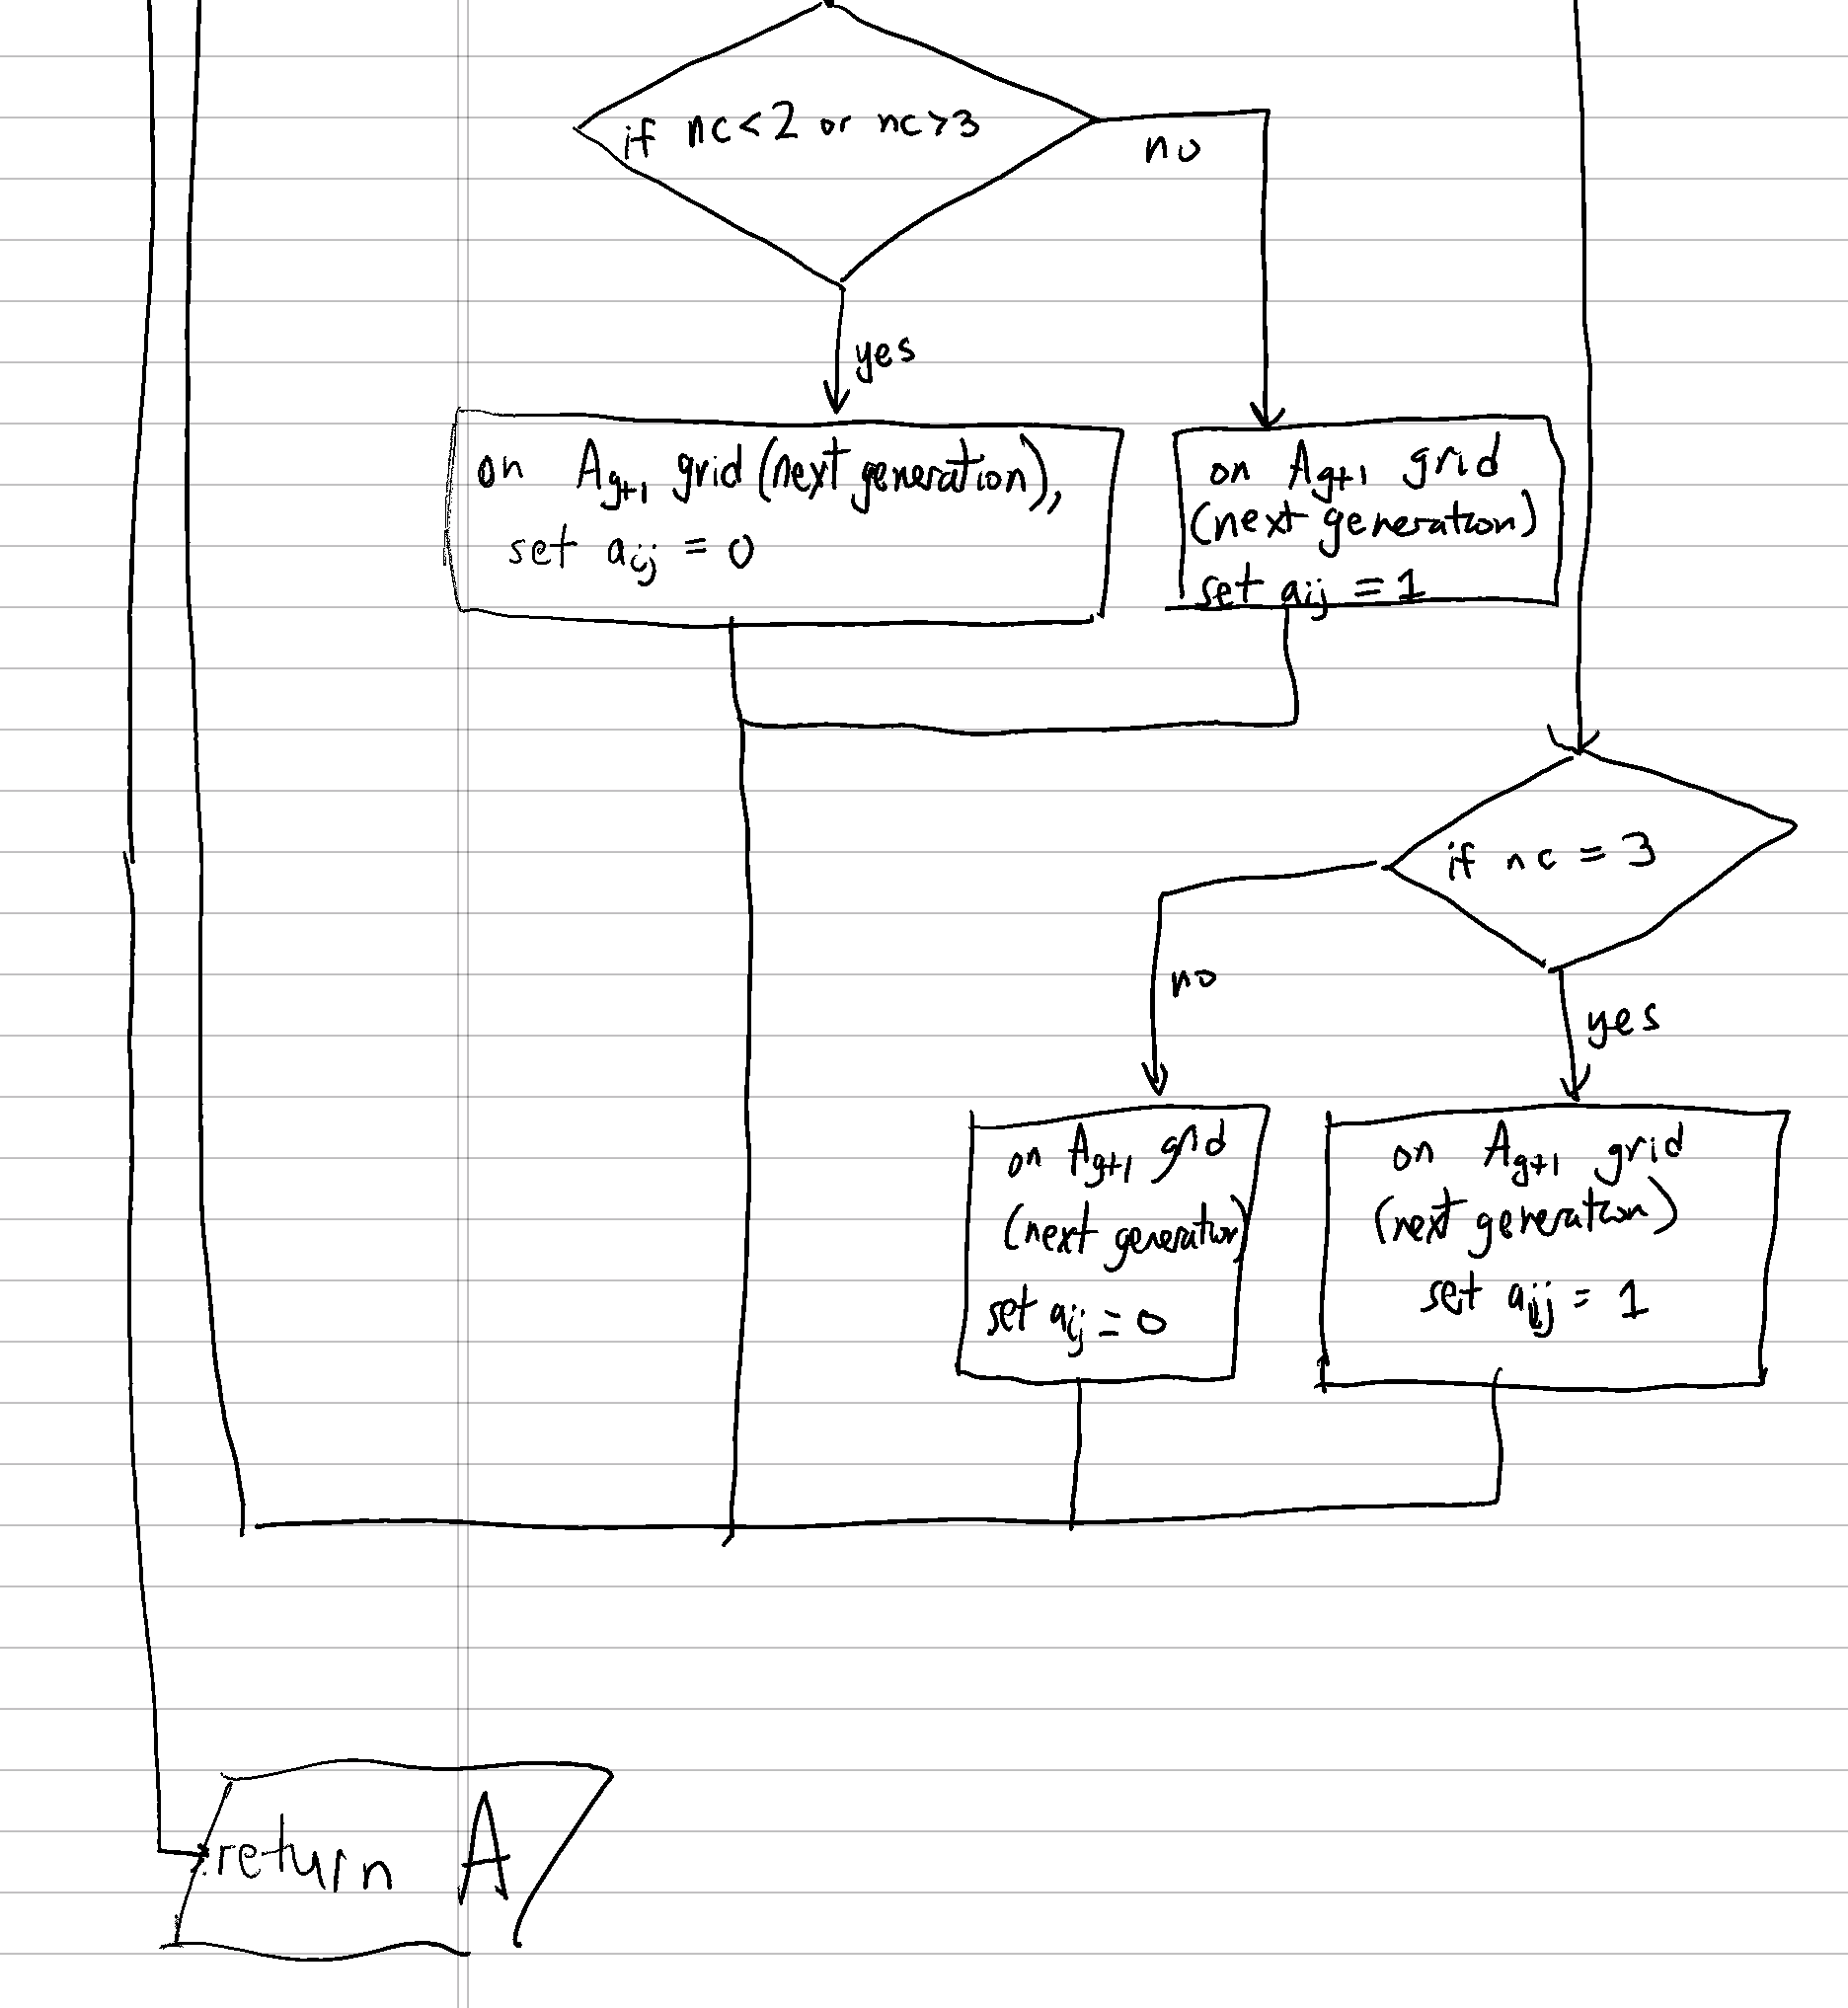 if nc<2 or nc>3
no
yes
on A_{g+1} grid (next generation),
set a_{ij} = 0
on A_{g+1} grid
(next generation)
set a_{ij} = 1
if nc = 3
no
yes
on A_{g+1} grid
(next generation)
set a_{ij} = 0
on A_{g+1} grid
(next generation)
set a_{ij} = 1
return A